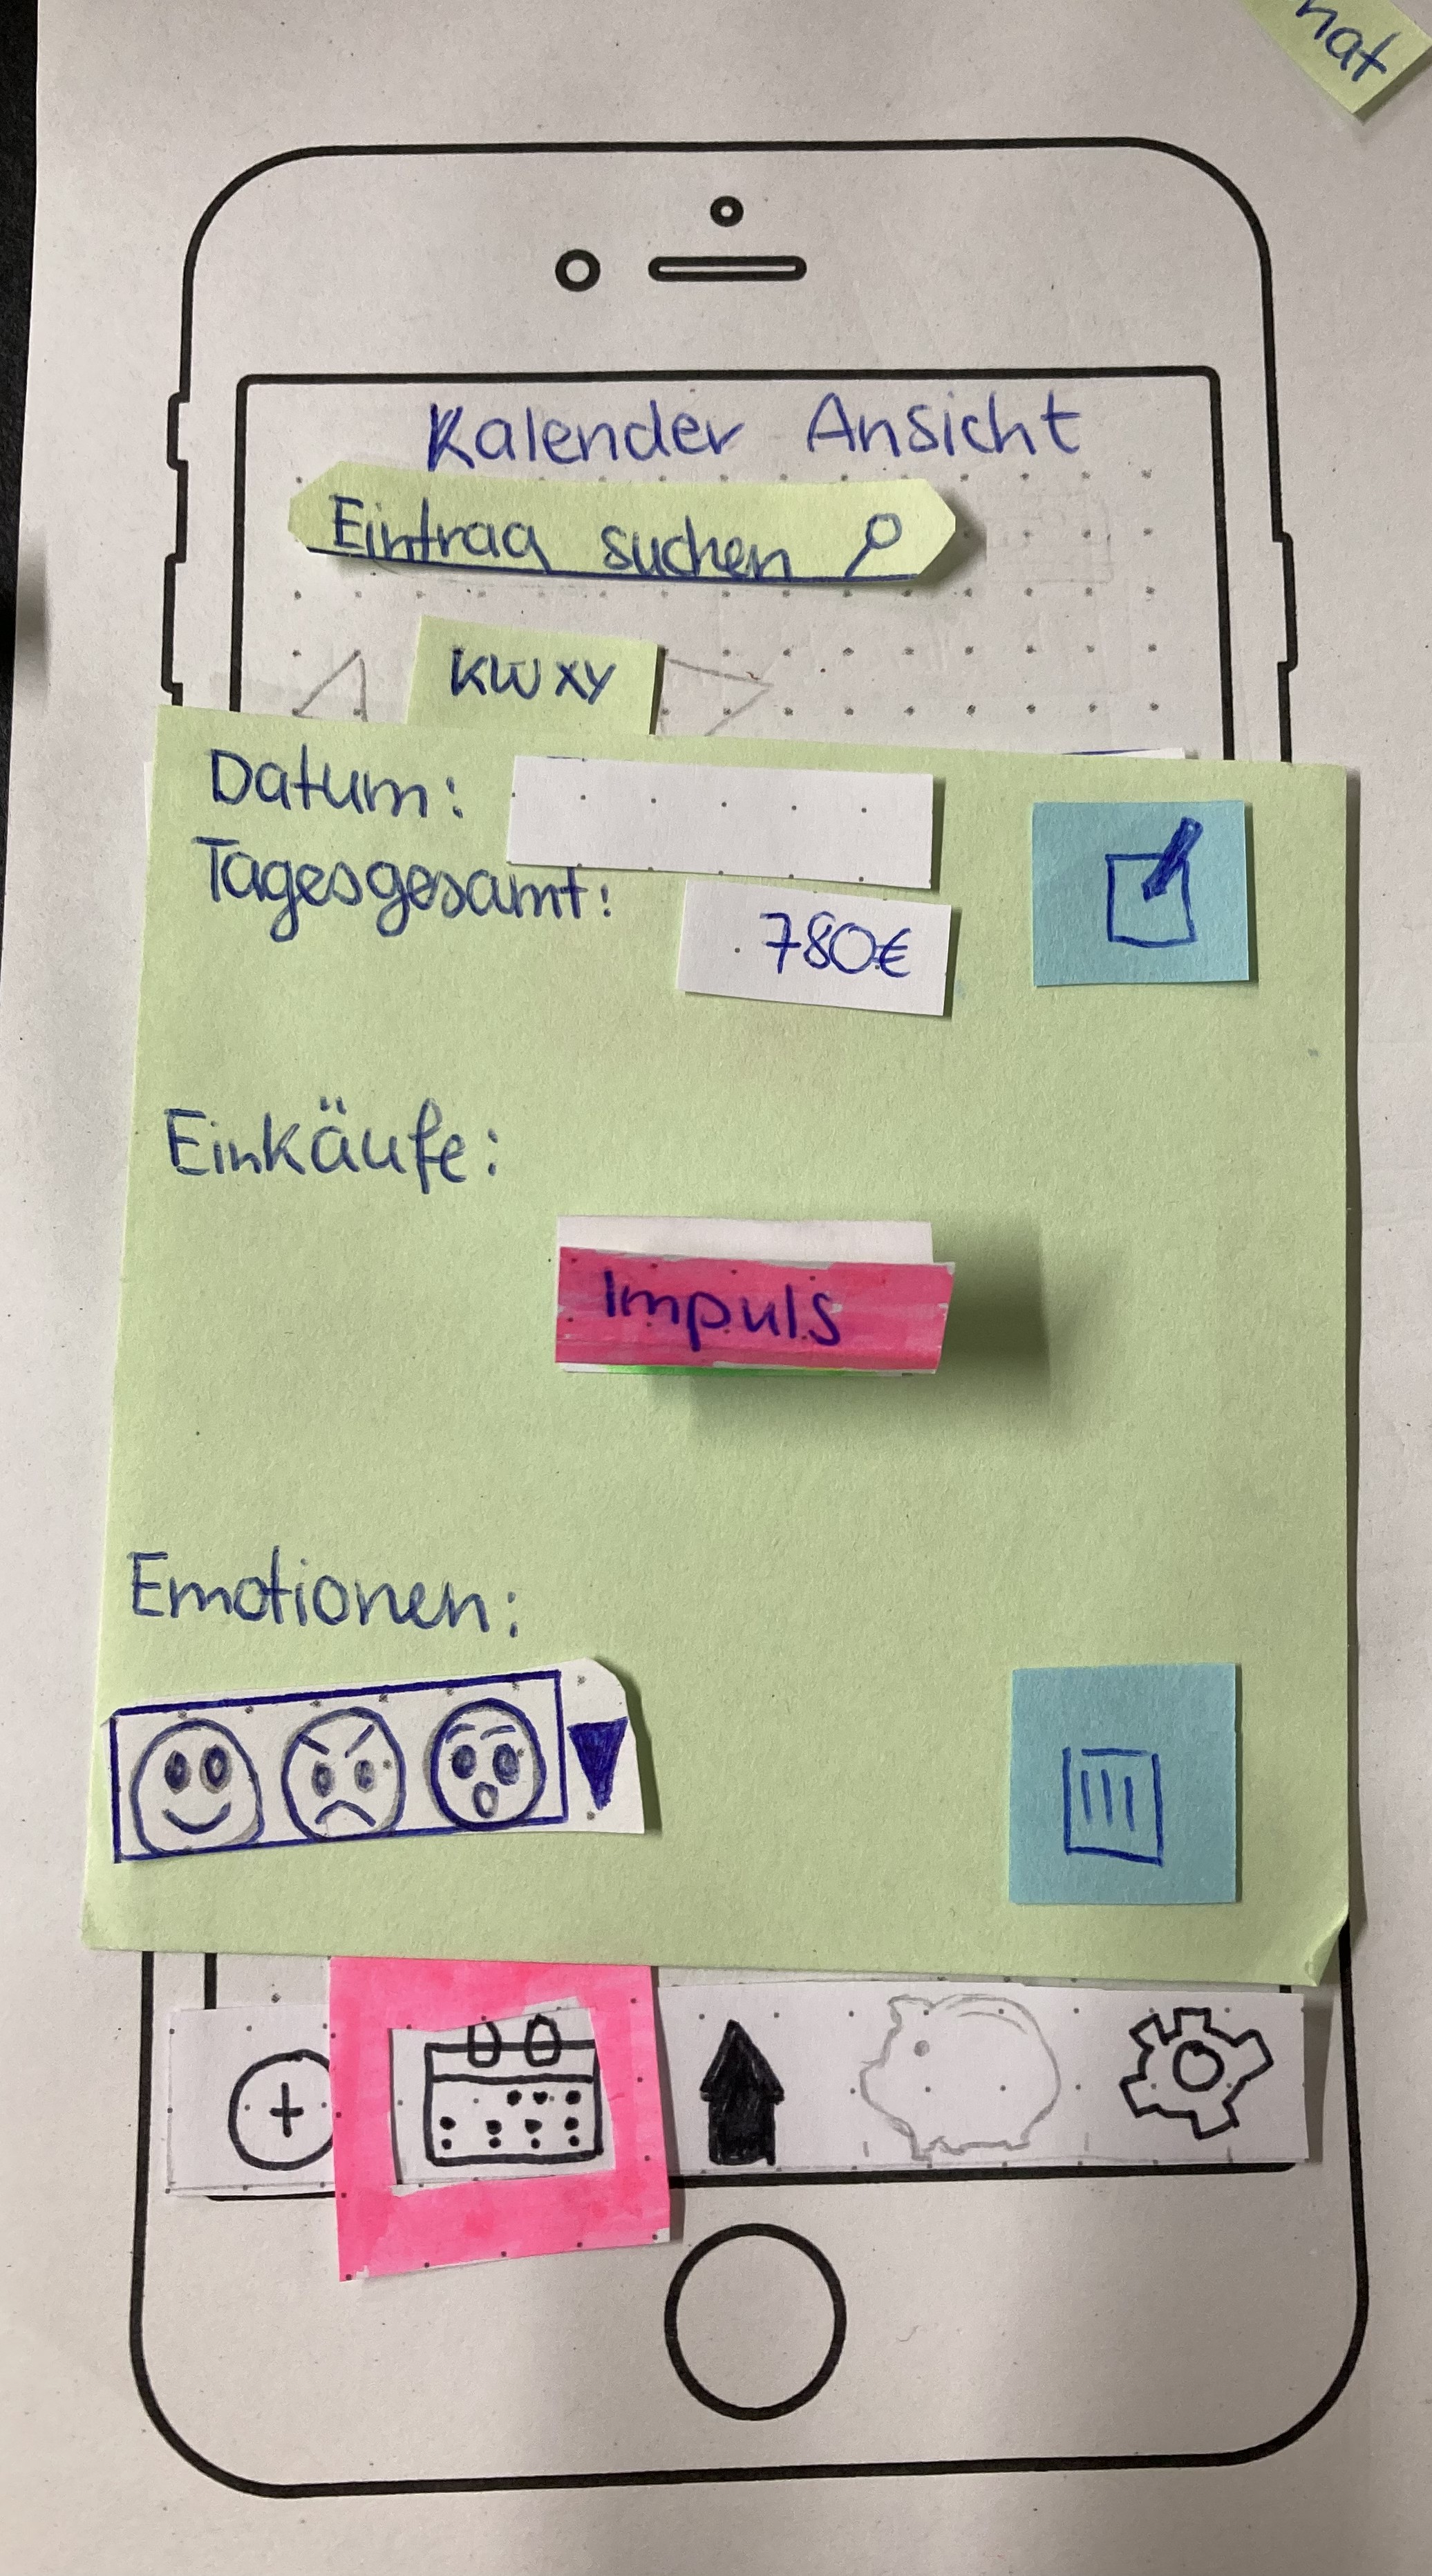 nat
Kalender Ansicht
Eintrag suchen
KW XY
Datum:
Tagesgesamt:
780€
Einkäufe:
Impuls
Emotionen: